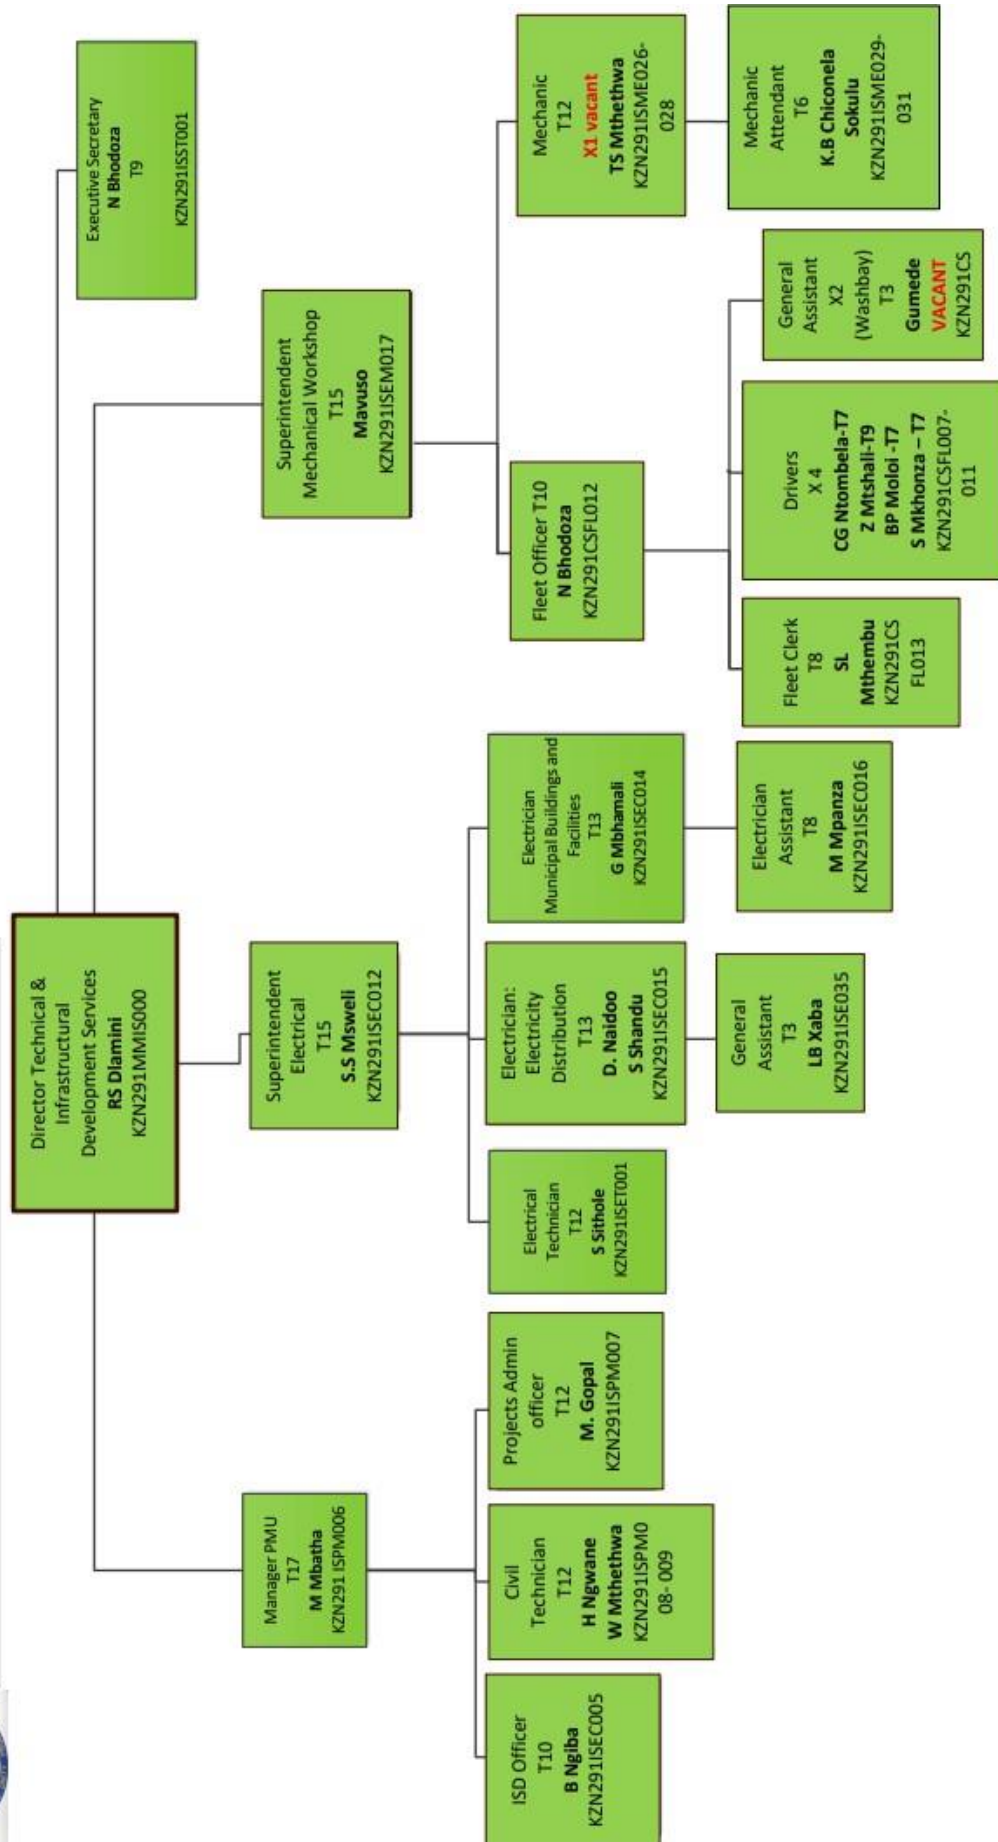 Director Technical &
Infrastructural
Development Services
RS Dlamini
KZN291MMIS000
Executive Secretary
N Bhodoza
T9
KZN291ISST001
Manager PMU
T17
M Mbatha
KZN291 ISPM006
Superintendent
Electrical
T15
S.S Msweli
KZN291ISEC012
Superintendent
Mechanical Workshop
T15
Mavuso
KZN291ISEM017
ISD Officer
T10
B Ngiba
KZN291ISEC005
Civil
Technician
T12
H Ngwane
W Mthethwa
KZN291ISPM0
08- 009
Projects Admin
officer
T12
M. Gopal
KZN291ISPM007
Electrical
Technician
T12
S Sithole
KZN291ISET001
Electrician:
Electricity
Distribution
T13
D. Naidoo
S Shandu
KZN291ISEC015
Electrician
Municipal Buildings and
Facilities
T13
G Mbhamali
KZN291ISEC014
Fleet Officer T10
N Bhodoza
KZN291CSFL012
Mechanic
T12
X1 vacant
TS Mthethwa
KZN291ISME026-
028
General
Assistant
T3
LB Xaba
KZN291ISE035
Electrician
Assistant
T8
M Mpanza
KZN291ISEC016
Fleet Clerk
T8
SL
Mthembu
KZN291CS
FL013
Drivers
X 4
CG Ntombela-T7
Z Mtshali-T9
BP Moloi -T7
S Mkhonza – T7
KZN291CSFL007-
011
General
Assistant
X2
(Washbay)
T3
Gumede
VACANT
KZN291CS
Mechanic
Attendant
T6
K.B Chiconela
Sokulu
KZN291ISME029-
031